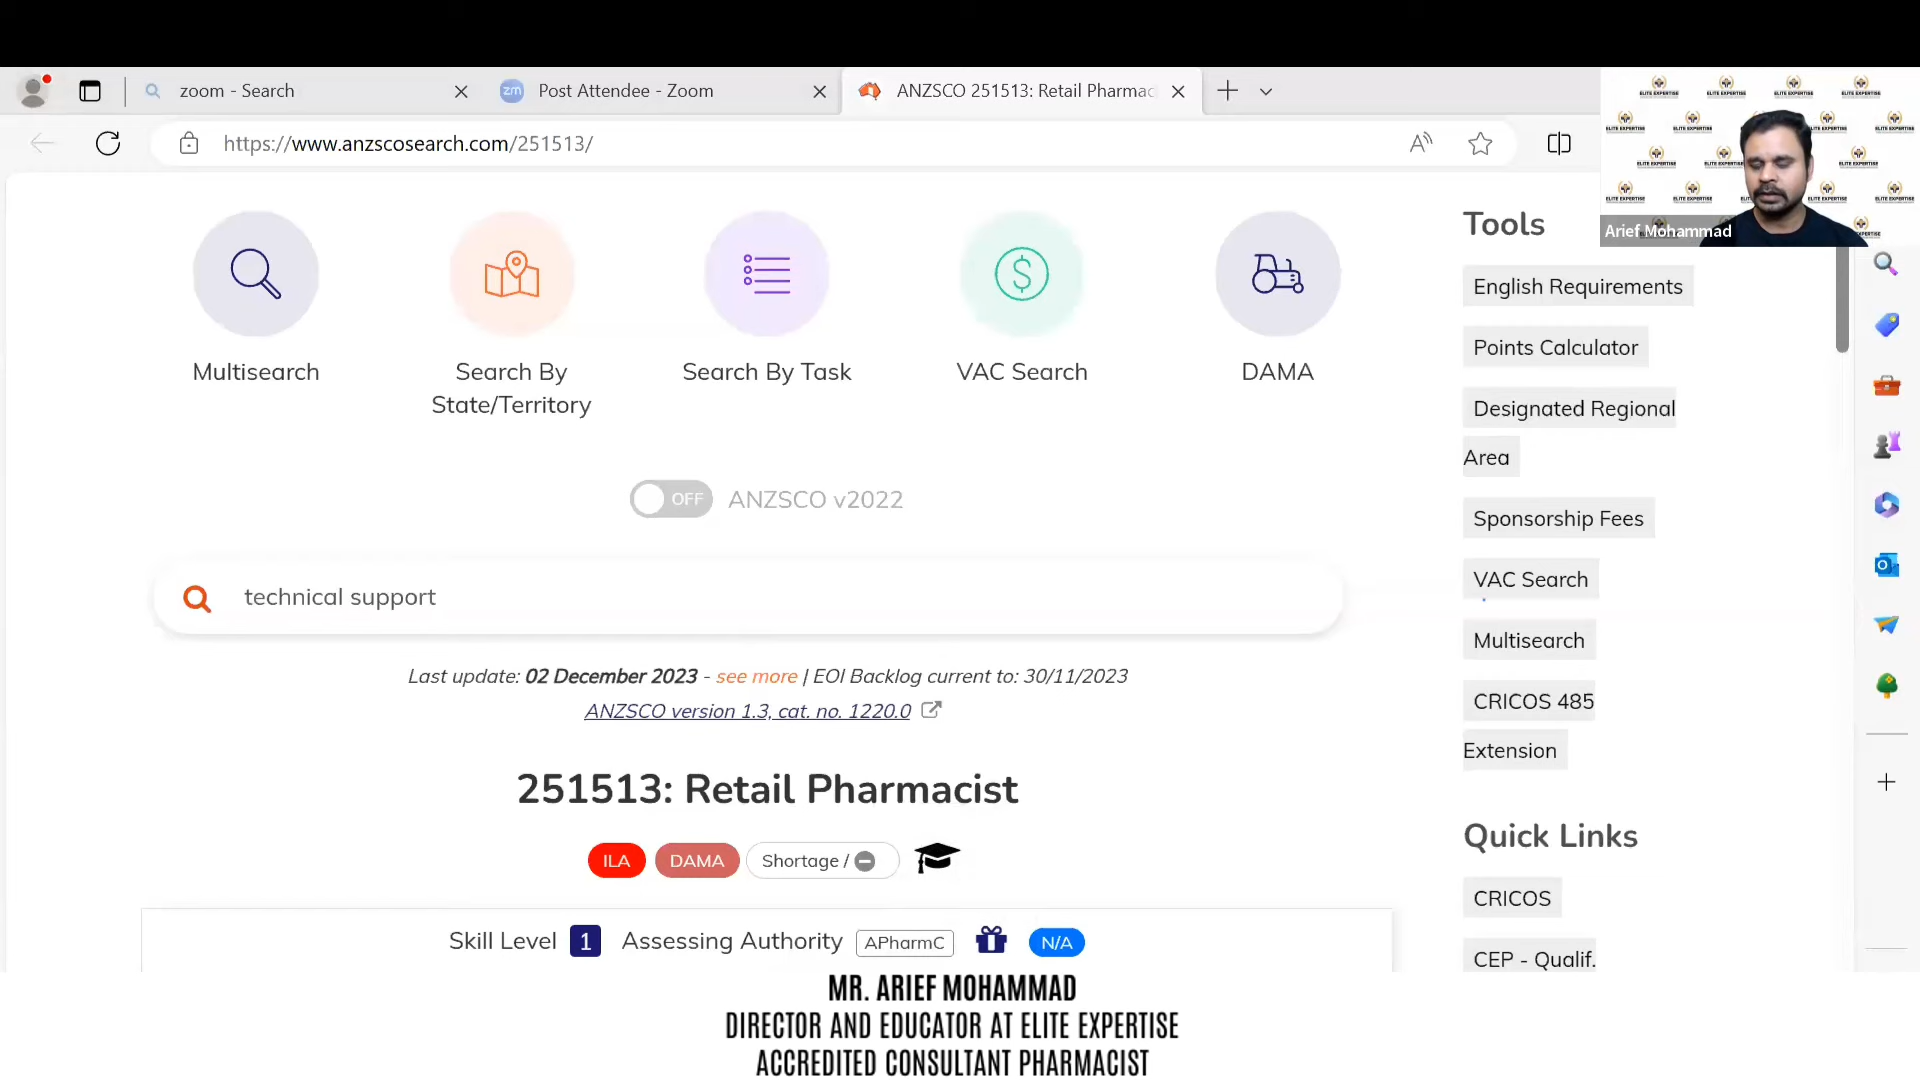 zoom - Search
zm
Post Attendee - Zoom
ANZSCO 251513: Retail Pharmac
https://www.anzscosearch.com/251513/
ELITE EXPERTISE
Arief Mohammad
Multisearch
Search By
State/Territory
Search By Task
VAC Search
DAMA
OFF
ANZSCO v2022
technical support
Last update: 02 December 2023 - see more | EOI Backlog current to: 30/11/2023
ANZSCO version 1.3, cat. no. 1220.0
251513: Retail Pharmacist
ILA
DAMA
Shortage /
Skill Level 1 Assessing Authority APharmC N/A
Tools
English Requirements
Points Calculator
Designated Regional
Area
Sponsorship Fees
VAC Search
Multisearch
CRICOS 485
Extension
Quick Links
CRICOS
CEP - Qualif.
MR. ARIEF MOHAMMAD
DIRECTOR AND EDUCATOR AT ELITE EXPERTISE
ACCREDITED CONSULTANT PHARMACIST